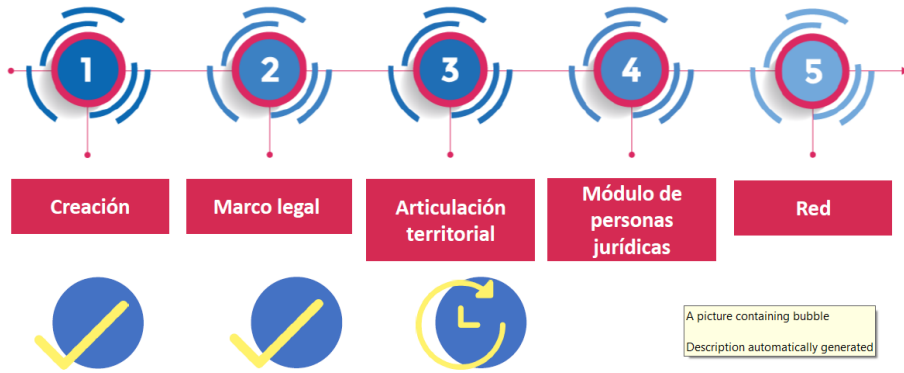 1
2
3
4
5
Creación
Marco legal
Articulación
territorial
Módulo de
personas
jurídicas
Red
A picture containing bubble
Description automatically generated